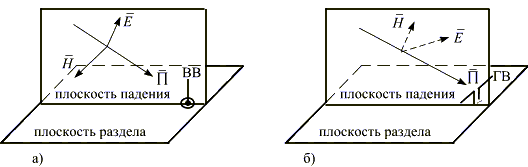 E̅
H̅
П̅
ВВ
плоскость падения
плоскость раздела
а)
H̅
E̅
П̅
ГВ
плоскость падения
плоскость раздела
б)